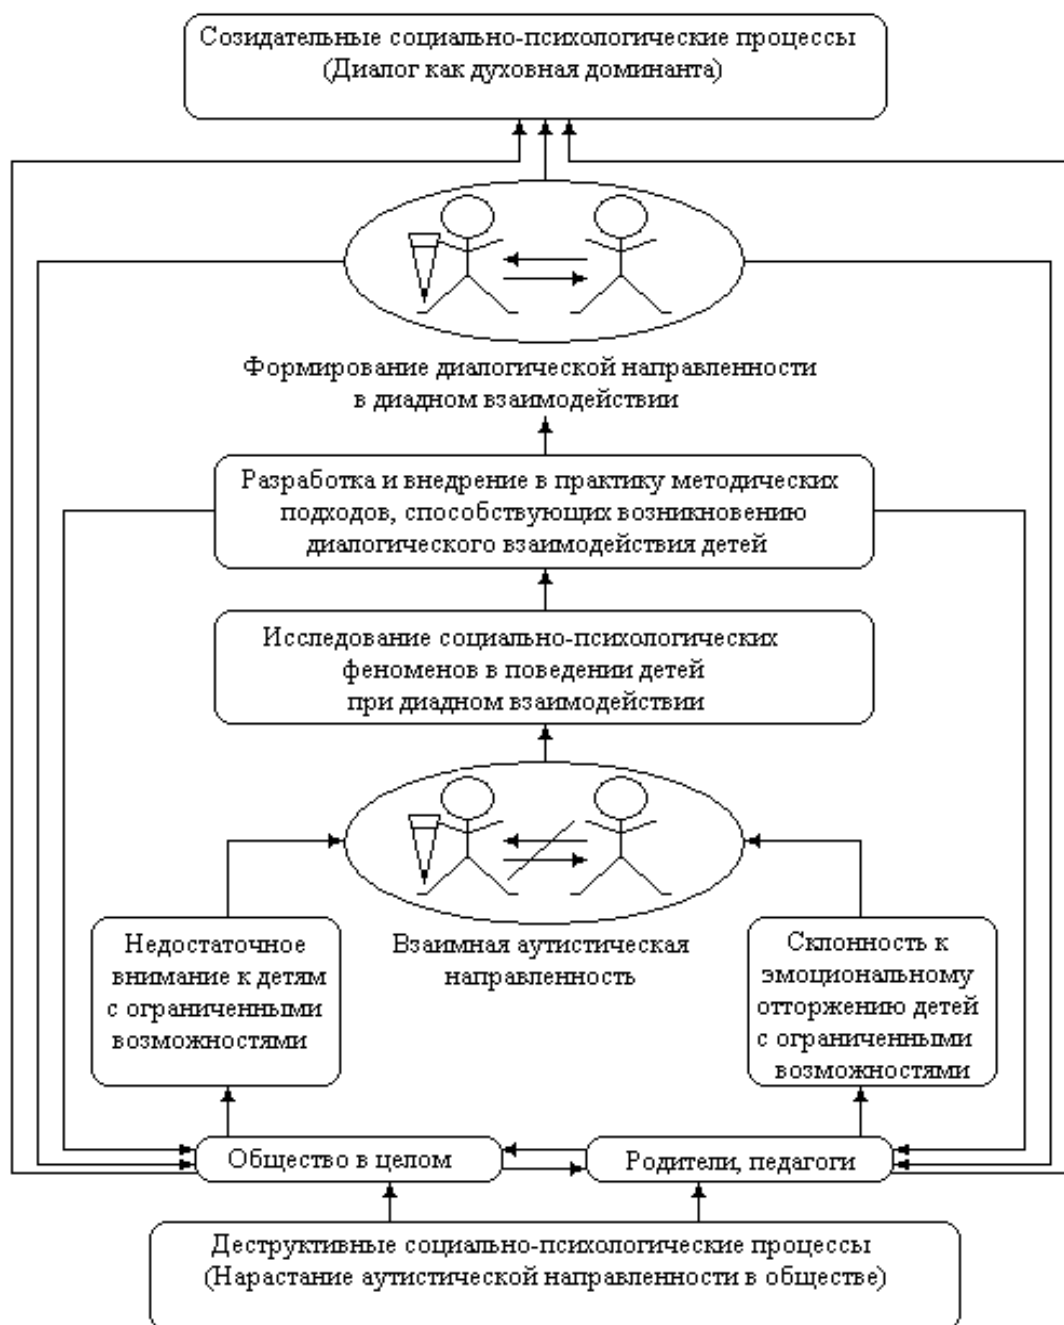 Созидательные социально-психологические процессы
(Диалог как духовная доминанта)
Формирование диалогической направленности
в диадном взаимодействии
Разработка и внедрение в практику методических
подходов, способствующих возникновению
диалогического взаимодействия детей
Исследование социально-психологических
феноменов в поведении детей
при диадном взаимодействии
Недостаточное
внимание к детям
с ограниченными
возможностями
Взаимная аутистическая
направленность
Склонность к
эмоциональному
отторжению детей
с ограниченными
возможностями
Общество в целом
Родители, педагоги
Деструктивные социально-психологические процессы
(Нарастание аутистической направленности в обществе)